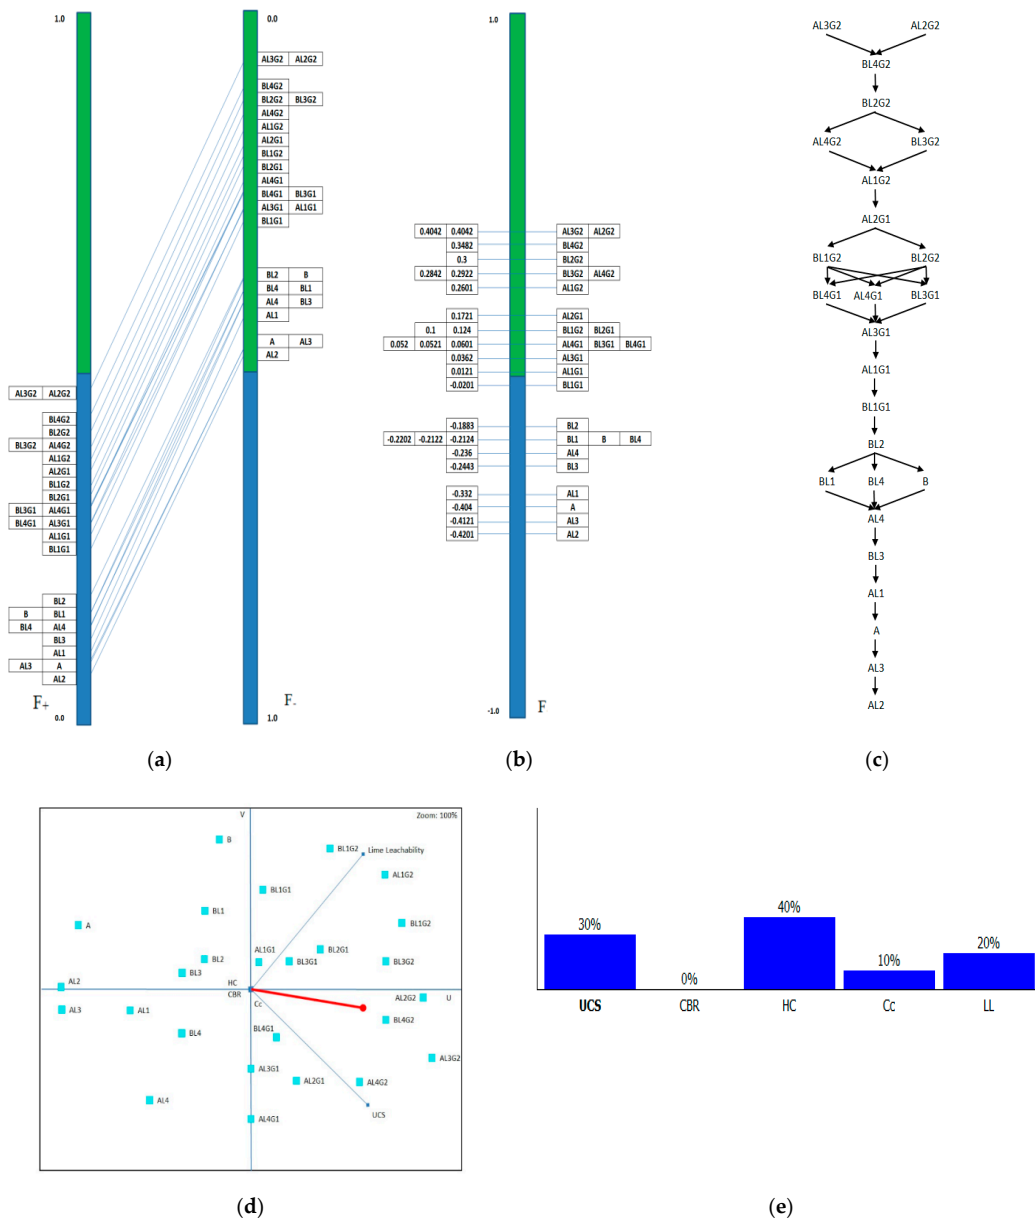 1.0
0.0
AL3G2 AL2G2
BL4G2
BL2G2 BL3G2
AL4G2
AL1G2
AL2G1
BL1G2
BL2G1
AL4G1
BL4G1 BL3G1
AL3G1 AL1G1
BL1G1
BL2 B
BL4 BL1
AL4 BL3
AL1
A AL3
AL2
AL3G2 AL2G2
BL4G2
BL2G2
BL3G2 AL4G2
AL1G2
AL2G1
BL1G2
BL2G1
BL3G1 AL4G1
BL4G1 AL3G1
AL1G1
BL1G1
BL2
B BL1
BL4 AL4
BL3
AL1
AL3 A
AL2
F+
0.0
F-
1.0
(a)
1.0
0.4042 0.4042 AL3G2 AL2G2
0.3482 BL4G2
0.3 BL2G2
0.2842 0.2922 BL3G2 AL4G2
0.2601 AL1G2
0.1721 AL2G1
0.1 0.124 BL1G2 BL2G1
0.052 0.0521 0.0601 AL4G1 BL3G1 BL4G1
0.0362 AL3G1
0.0121 AL1G1
-0.0201 BL1G1
-0.1883 BL2
-0.2202 -0.2122 -0.2124 BL1 B BL4
-0.236 AL4
-0.2443 BL3
-0.332 AL1
-0.404 A
-0.4121 AL3
-0.4201 AL2
-1.0
F
(b)
AL3G2 AL2G2
BL4G2
BL2G2
AL4G2 BL3G2
AL1G2
AL2G1
BL1G2 BL2G2
BL4G1 AL4G1 BL3G1
AL3G1
AL1G1
BL1G1
BL2
BL1 BL4 B
AL4
BL3
AL1
A
AL3
AL2
(c)
V
Zoom: 100%
B
BL1G2
Lime Leachability
AL1G2
BL1G1
BL1
A
BL1G2
BL2G1
AL1G1
BL2
BL3G1
BL3G2
BL3
HC
AL2
CBR
U
AL2G2
Cc
AL3
AL1
BL4G2
BL4
BL4G1
AL3G2
AL3G1
AL2G1
AL4G2
AL4
UCS
AL4G1
(d)
40%
30%
20%
10%
0%
UCS CBR HC Cc LL
(e)